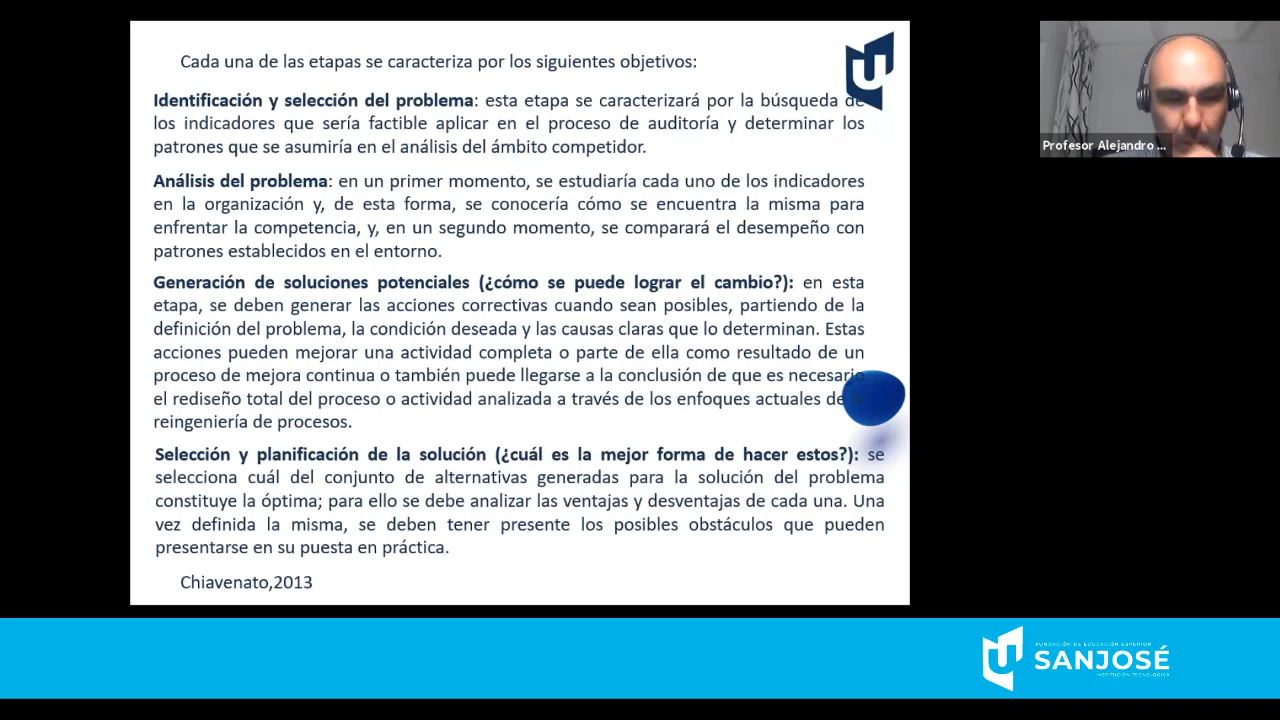 Cada una de las etapas se caracteriza por los siguientes objetivos:
Identificación y selección del problema: esta etapa se caracterizará por la búsqueda de
los indicadores que sería factible aplicar en el proceso de auditoría y determinar los
patrones que se asumiría en el análisis del ámbito competidor.
Análisis del problema: en un primer momento, se estudiaría cada uno de los indicadores
en la organización y, de esta forma, se conocería cómo se encuentra la misma para
enfrentar la competencia, y, en un segundo momento, se comparará el desempeño con
patrones establecidos en el entorno.
Generación de soluciones potenciales (¿cómo se puede lograr el cambio?): en esta
etapa, se deben generar las acciones correctivas cuando sean posibles, partiendo de la
definición del problema, la condición deseada y las causas claras que lo determinan. Estas
acciones pueden mejorar una actividad completa o parte de ella como resultado de un
proceso de mejora continua o también puede llegarse a la conclusión de que es necesario
el rediseño total del proceso o actividad analizada a través de los enfoques actuales de la
reingeniería de procesos.
Selección y planificación de la solución (¿cuál es la mejor forma de hacer estos?): se
selecciona cuál del conjunto de alternativas generadas para la solución del problema
constituye la óptima; para ello se debe analizar las ventajas y desventajas de cada una. Una
vez definida la misma, se deben tener presente los posibles obstáculos que pueden
presentarse en su puesta en práctica.
Chiavenato,2013
Profesor Alejandro ...
FUNDACIÓN DE EDUCACIÓN SUPERIOR
SANJOSÉ
INSTITUCIÓN TECNOLÓGICA